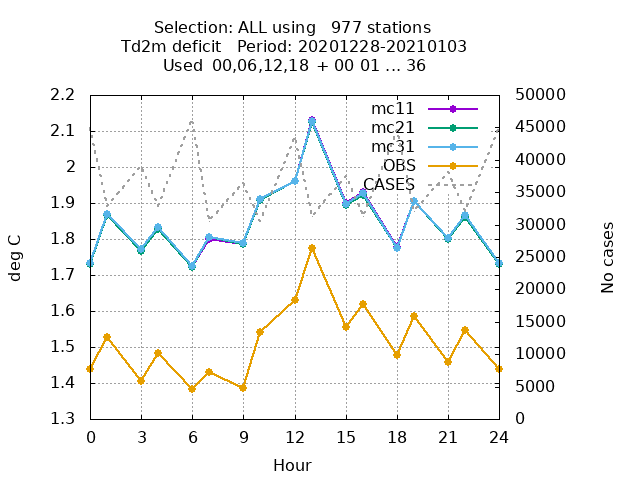 Selection: ALL using   977 stations
Td2m deficit   Period: 20201228-20210103
Used 00,06,12,18 + 00 01 ... 36
2.2
2.1
2
1.9
1.8
1.7
1.6
1.5
1.4
1.3
deg C
mc11
mc21
mc31
OBS
CASES
50000
45000
40000
35000
30000
25000
20000
15000
10000
5000
0
No cases
0 3 6 9 12 15 18 21 24
Hour